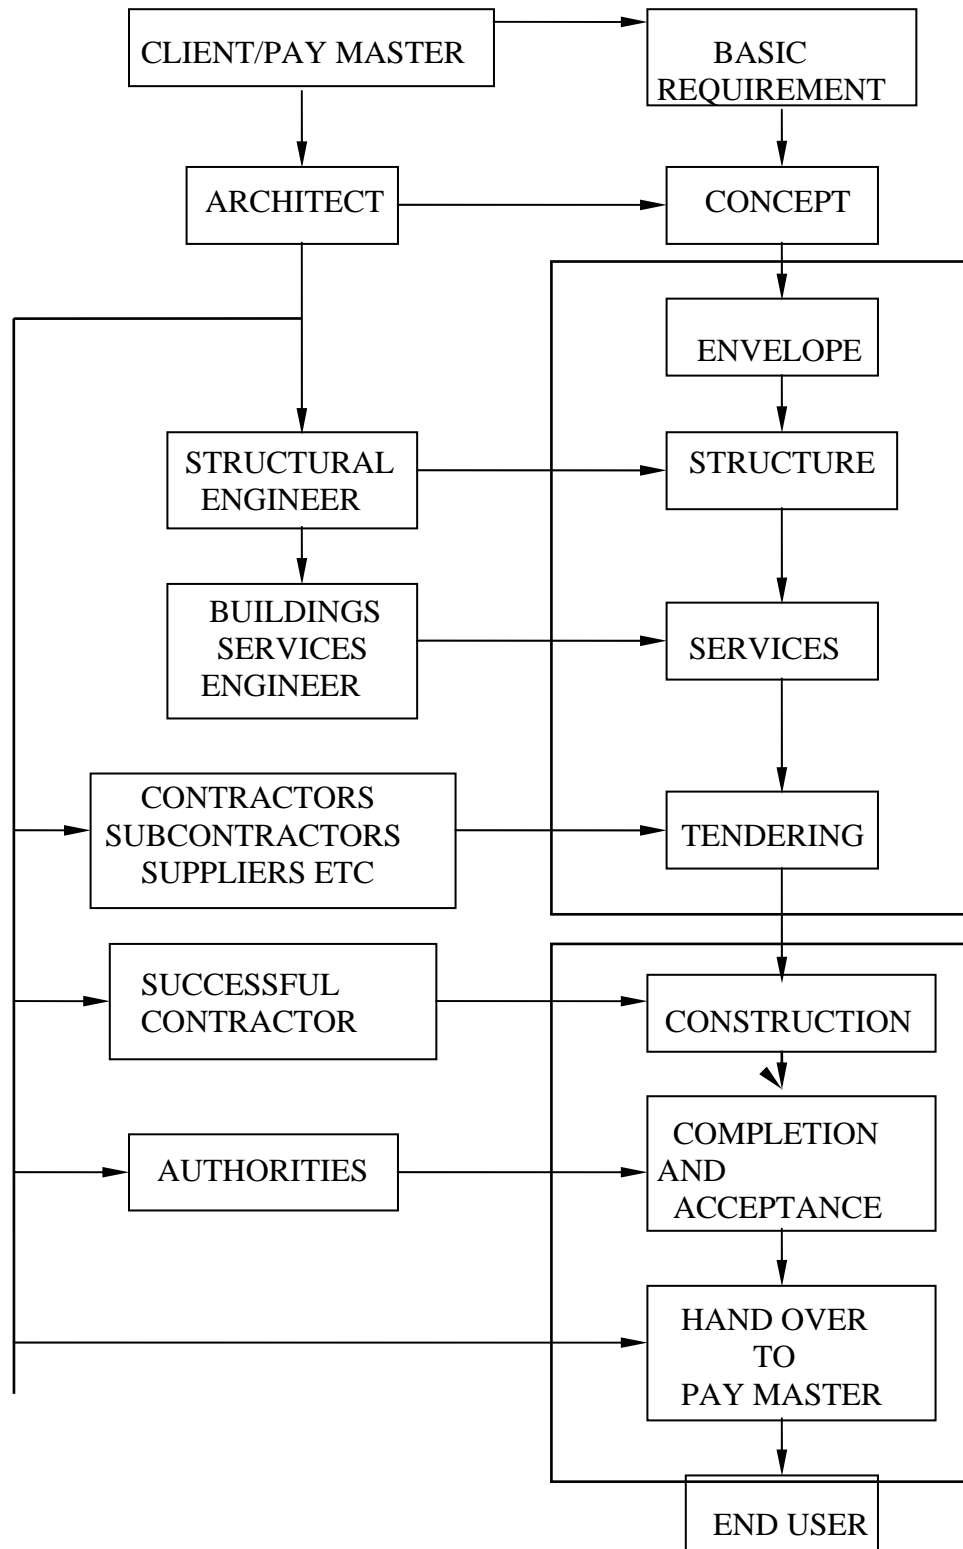 CLIENT/PAY MASTER
BASIC
REQUIREMENT
ARCHITECT
CONCEPT
ENVELOPE
STRUCTURAL
ENGINEER
STRUCTURE
BUILDINGS
SERVICES
ENGINEER
SERVICES
CONTRACTORS
SUBCONTRACTORS
SUPPLIERS ETC
TENDERING
SUCCESSFUL
CONTRACTOR
CONSTRUCTION
AUTHORITIES
COMPLETION
AND
ACCEPTANCE
HAND OVER
TO
PAY MASTER
END USER